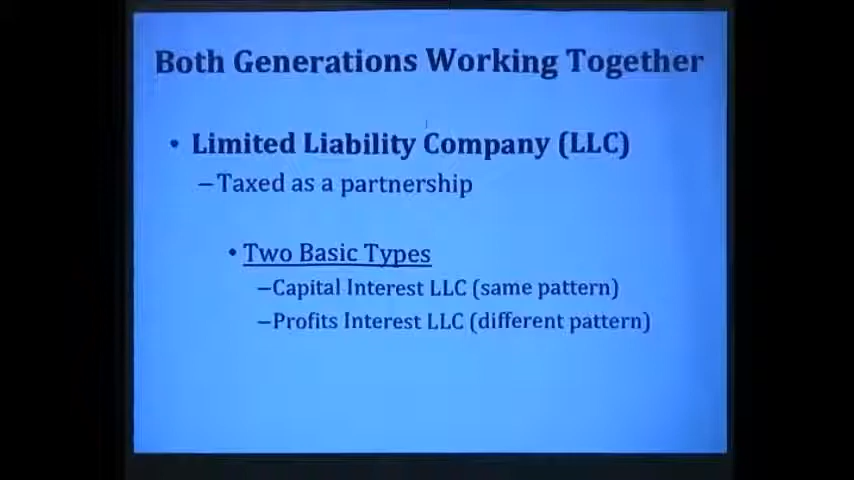 Both Generations Working Together
• Limited Liability Company (LLC)
–Taxed as a partnership
• Two Basic Types
–Capital Interest LLC (same pattern)
–Profits Interest LLC (different pattern)